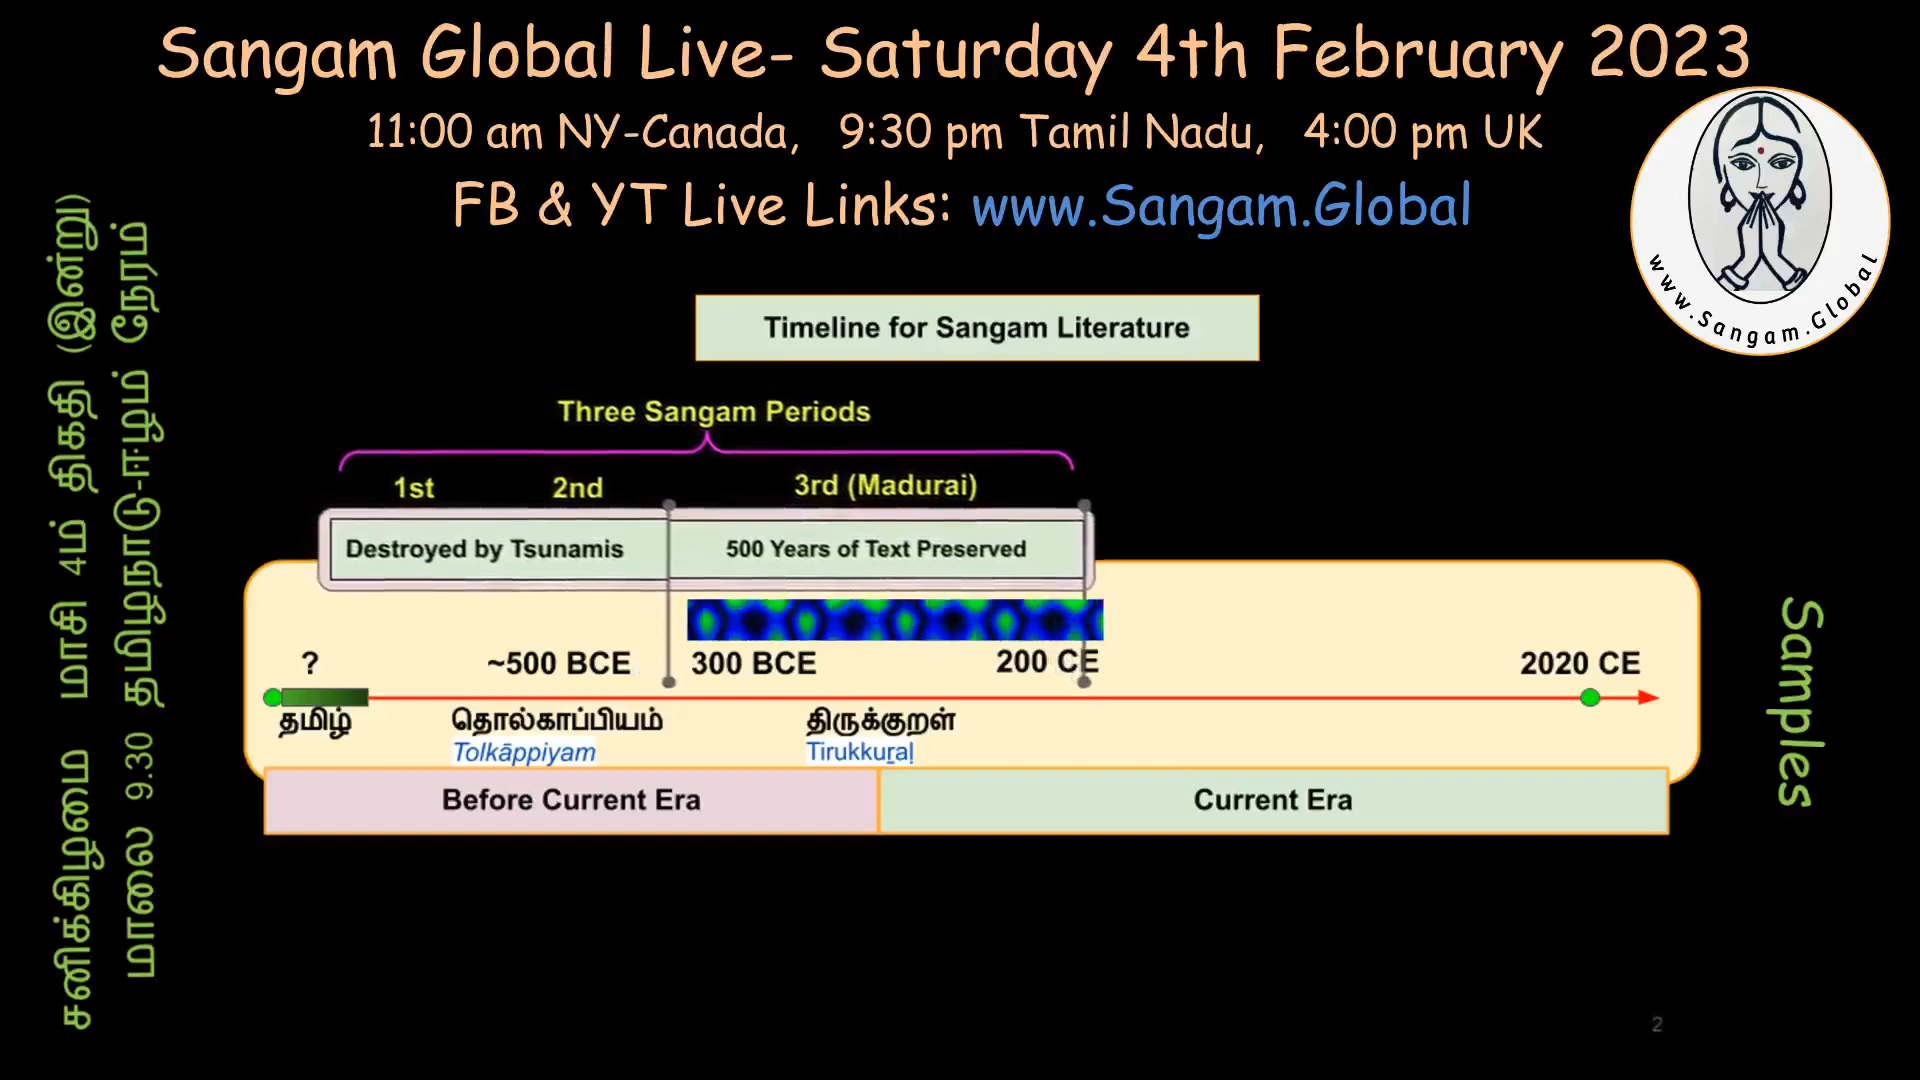 Sangam Global Live- Saturday 4th February 2023
11:00 am NY-Canada, 9:30 pm Tamil Nadu, 4:00 pm UK
FB & YT Live Links: www.Sangam.Global
www.Sangam.Global
சனிக்கிழமை மாசி 4ம் திகதி (இன்று)
மாலை 9.30 தமிழநாடு-ஈழம் நேரம்
Timeline for Sangam Literature
Three Sangam Periods
1st 2nd 3rd (Madurai)
Destroyed by Tsunamis 500 Years of Text Preserved
? ~500 BCE 300 BCE 200 CE 2020 CE
தமிழ் தொல்காப்பியம் திருக்குறள்
Tolkāppiyam Tirukkuṟaḷ
Before Current Era Current Era
Samples
2